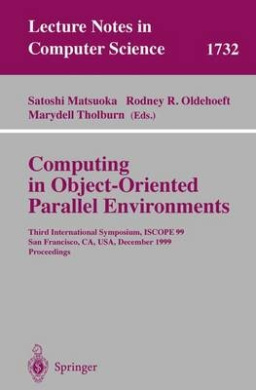 Lecture Notes in
Computer Science 1732
Satoshi Matsuoka Rodney R. Oldehoeft
Marydell Tholburn (Eds.)
Computing
in Object-Oriented
Parallel Environments
Third International Symposium, ISCOPE 99
San Francisco, CA, USA, December 1999
Proceedings
Springer